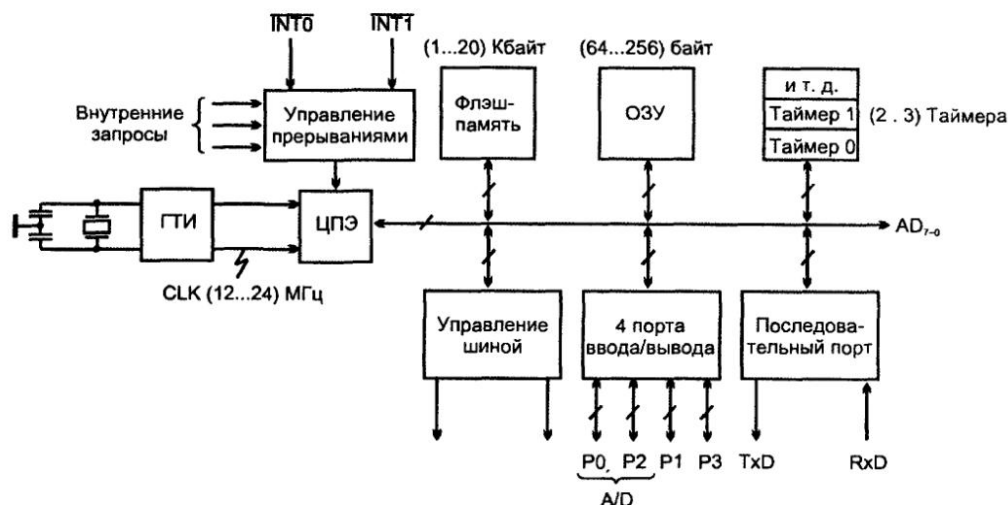 INT0
INT1
(1...20) Кбайт
(64...256) байт
Внутренние
запросы
Управление
прерываниями
Флэш-
память
ОЗУ
и т. д.
Таймер 1
Таймер 0
(2 . 3) Таймера
ГТИ
ЦПЭ
AD₇₋₀
CLK (12...24) МГц
Управление
шиной
4 порта
ввода/вывода
Последова-
тельный порт
P0, P2 P1 P3
TxD
RxD
A/D